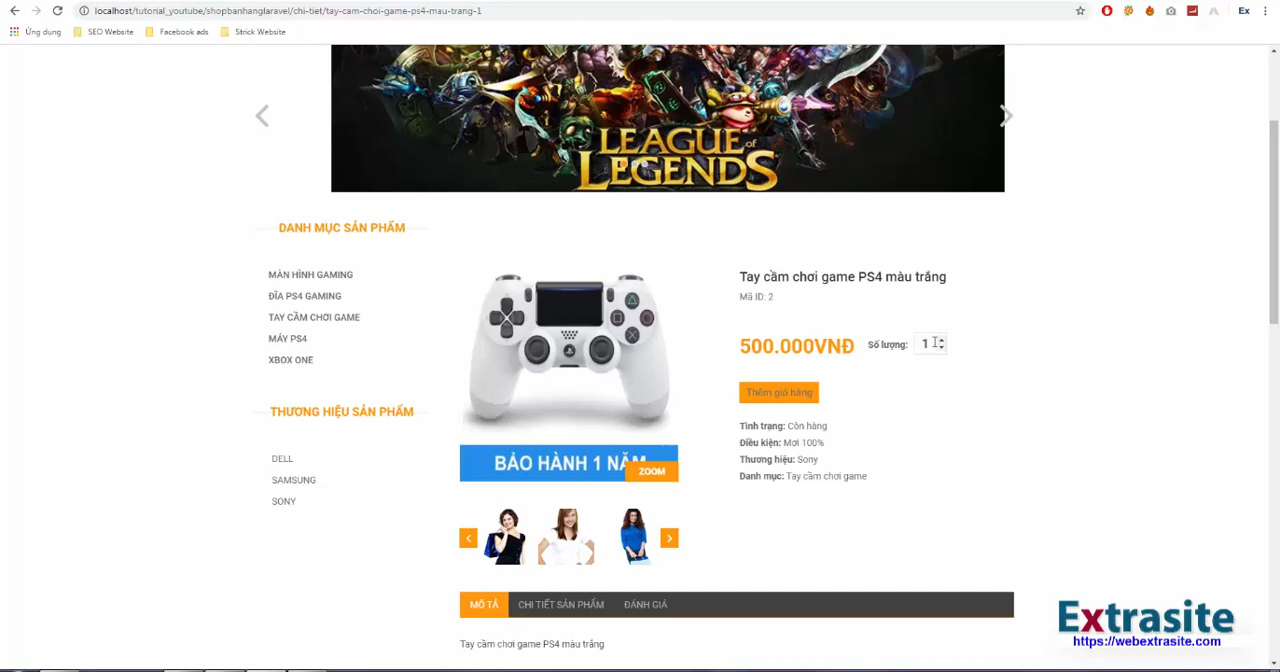 localhost/tutorial_youtube/shopbanhanglaravel/chi-tiet/tay-cam-choi-game-ps4-mau-trang-1
Ex
Ứng dụng
SEO Website
Facebook ads
Strick Website
LEAGUE of
LEGENDS
DANH MỤC SẢN PHẨM
MÀN HÌNH GAMING
ĐĨA PS4 GAMING
TAY CẦM CHƠI GAME
MÁY PS4
XBOX ONE
THƯƠNG HIỆU SẢN PHẨM
DELL
SAMSUNG
SONY
BẢO HÀNH 1 NĂM
ZOOM
Tay cầm chơi game PS4 màu trắng
Mã ID: 2
500.000VNĐ
Số lượng:
1
Thêm giỏ hàng
Tình trạng: Còn hàng
Điều kiện: Mơi 100%
Thương hiệu: Sony
Danh mục: Tay cầm chơi game
MÔ TẢ
CHI TIẾT SẢN PHẨM
ĐÁNH GIÁ
Tay cầm chơi game PS4 màu trắng
Extrasite
https://webextrasite.com